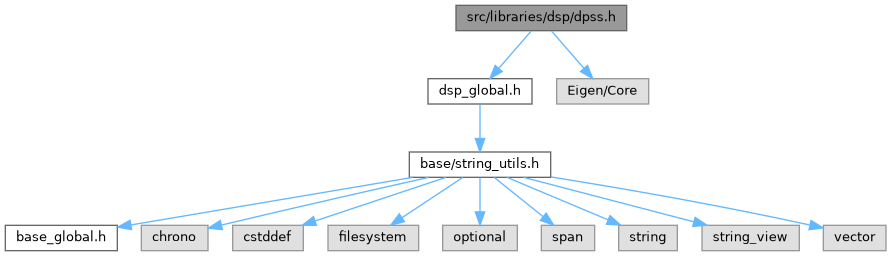 src/libraries/dsp/dpss.h
dsp_global.h
Eigen/Core
base/string_utils.h
base_global.h
chrono
cstddef
filesystem
optional
span
string
string_view
vector